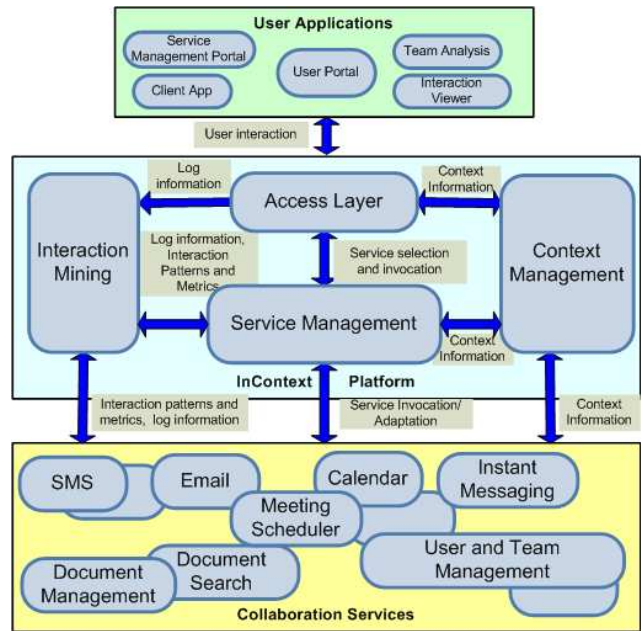 User Applications
Service
Management Portal
User Portal
Team Analysis
Client App
Interaction
Viewer
User interaction
Log
information
Context
Information
Access Layer
Interaction
Mining
Log information,
Interaction
Patterns and
Metrics
Service selection
and invocation
Context
Management
Service Management
Context
Information
InContext Platform
Interaction patterns and
metrics, log information
Service Invocation/
Adaptation
Context
Information
SMS
Email
Calendar
Instant
Messaging
Meeting
Scheduler
User and Team
Management
Document
Search
Document
Management
Collaboration Services